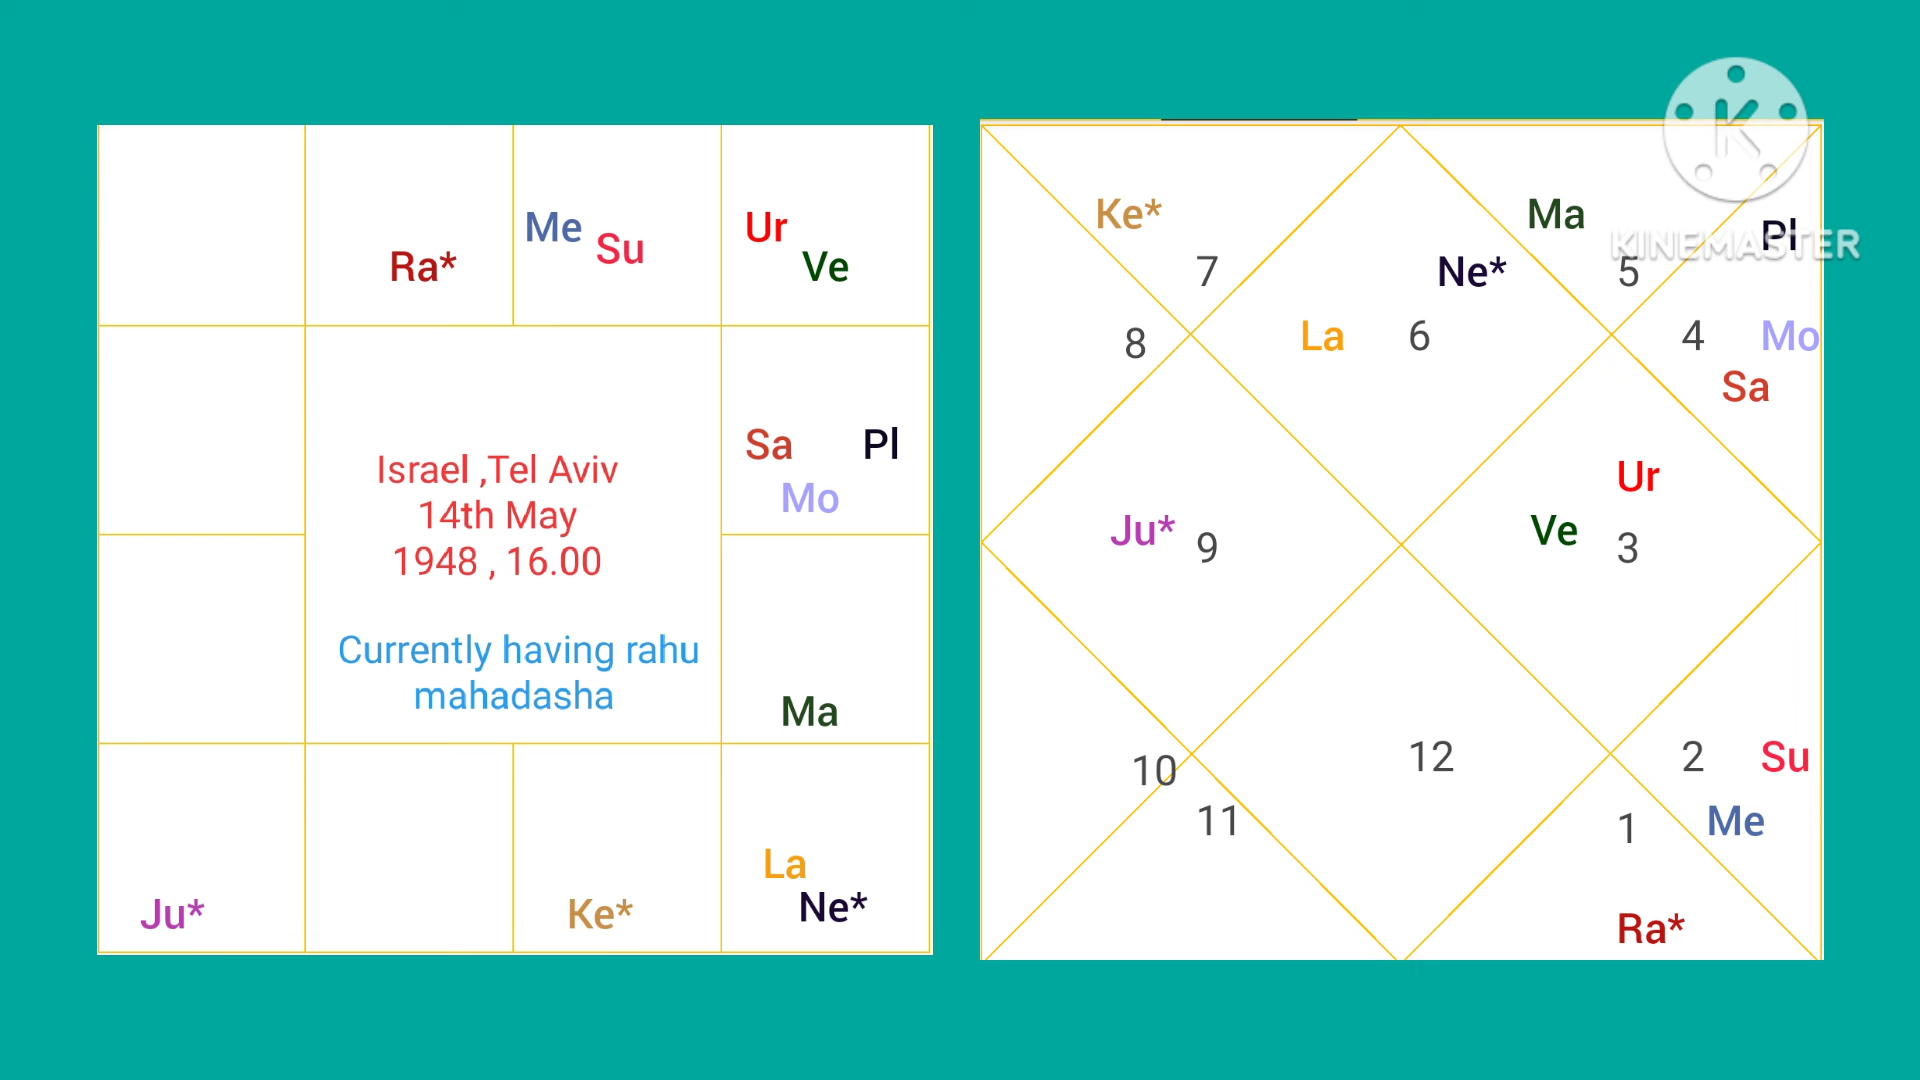 Ra*
Me
Su
Ur
Ve
Sa
Pl
Mo
Israel ,Tel Aviv
14th May
1948 , 16.00
Currently having rahu
mahadasha
Ma
Ju*
Ke*
La
Ne*
Ke*
7
Ma
5
Pl
KINEMASTER
Ne*
La
6
8
4
Mo
Sa
Ur
Ju*
9
Ve
3
10
11
12
2
Su
1
Me
Ra*